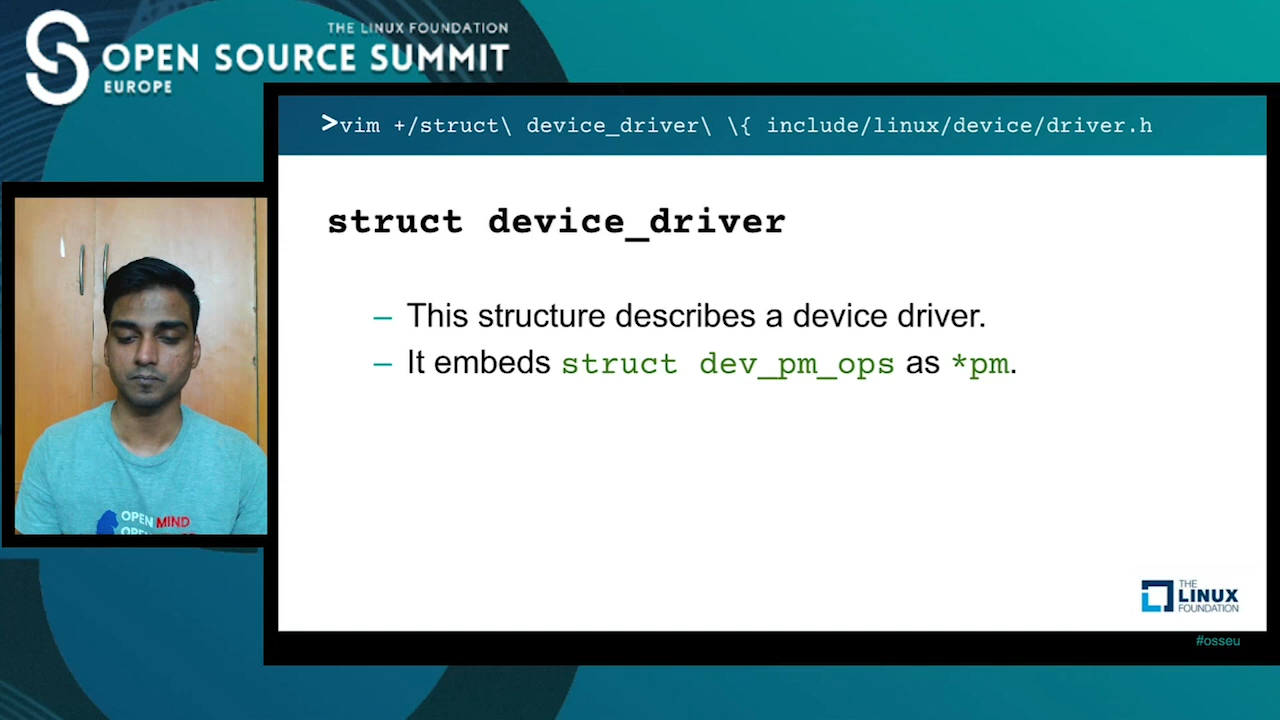 THE LINUX FOUNDATION
OPEN SOURCE SUMMIT
EUROPE
>vim +/struct\ device_driver\ \{ include/linux/device/driver.h
struct device_driver
– This structure describes a device driver.
– It embeds struct dev_pm_ops as *pm.
OPEN MIND
THE
LINUX
FOUNDATION
#osseu